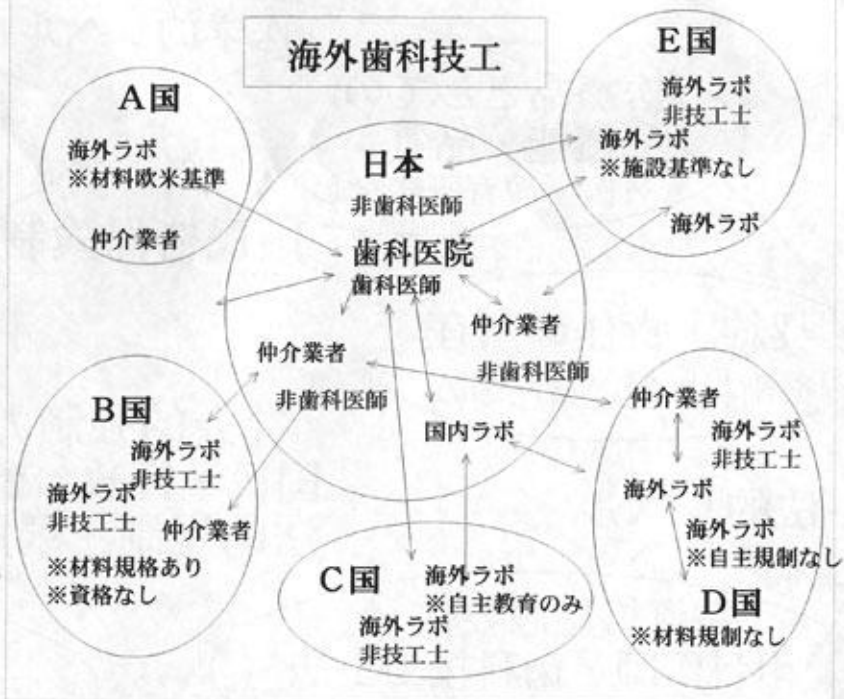 海外歯科技工
A国
海外ラボ
※材料欧米基準
仲介業者
E国
海外ラボ
非技工士
海外ラボ
※施設基準なし
海外ラボ
日本
非歯科医師
歯科医院
歯科医師
仲介業者
仲介業者
非歯科医師
非歯科医師
国内ラボ
B国
海外ラボ
非技工士
海外ラボ
非技工士
仲介業者
※材料規格あり
※資格なし
C国
海外ラボ
※自主教育のみ
海外ラボ
非技工士
仲介業者
海外ラボ
非技工士
海外ラボ
海外ラボ
※自主規制なし
D国
※材料規制なし